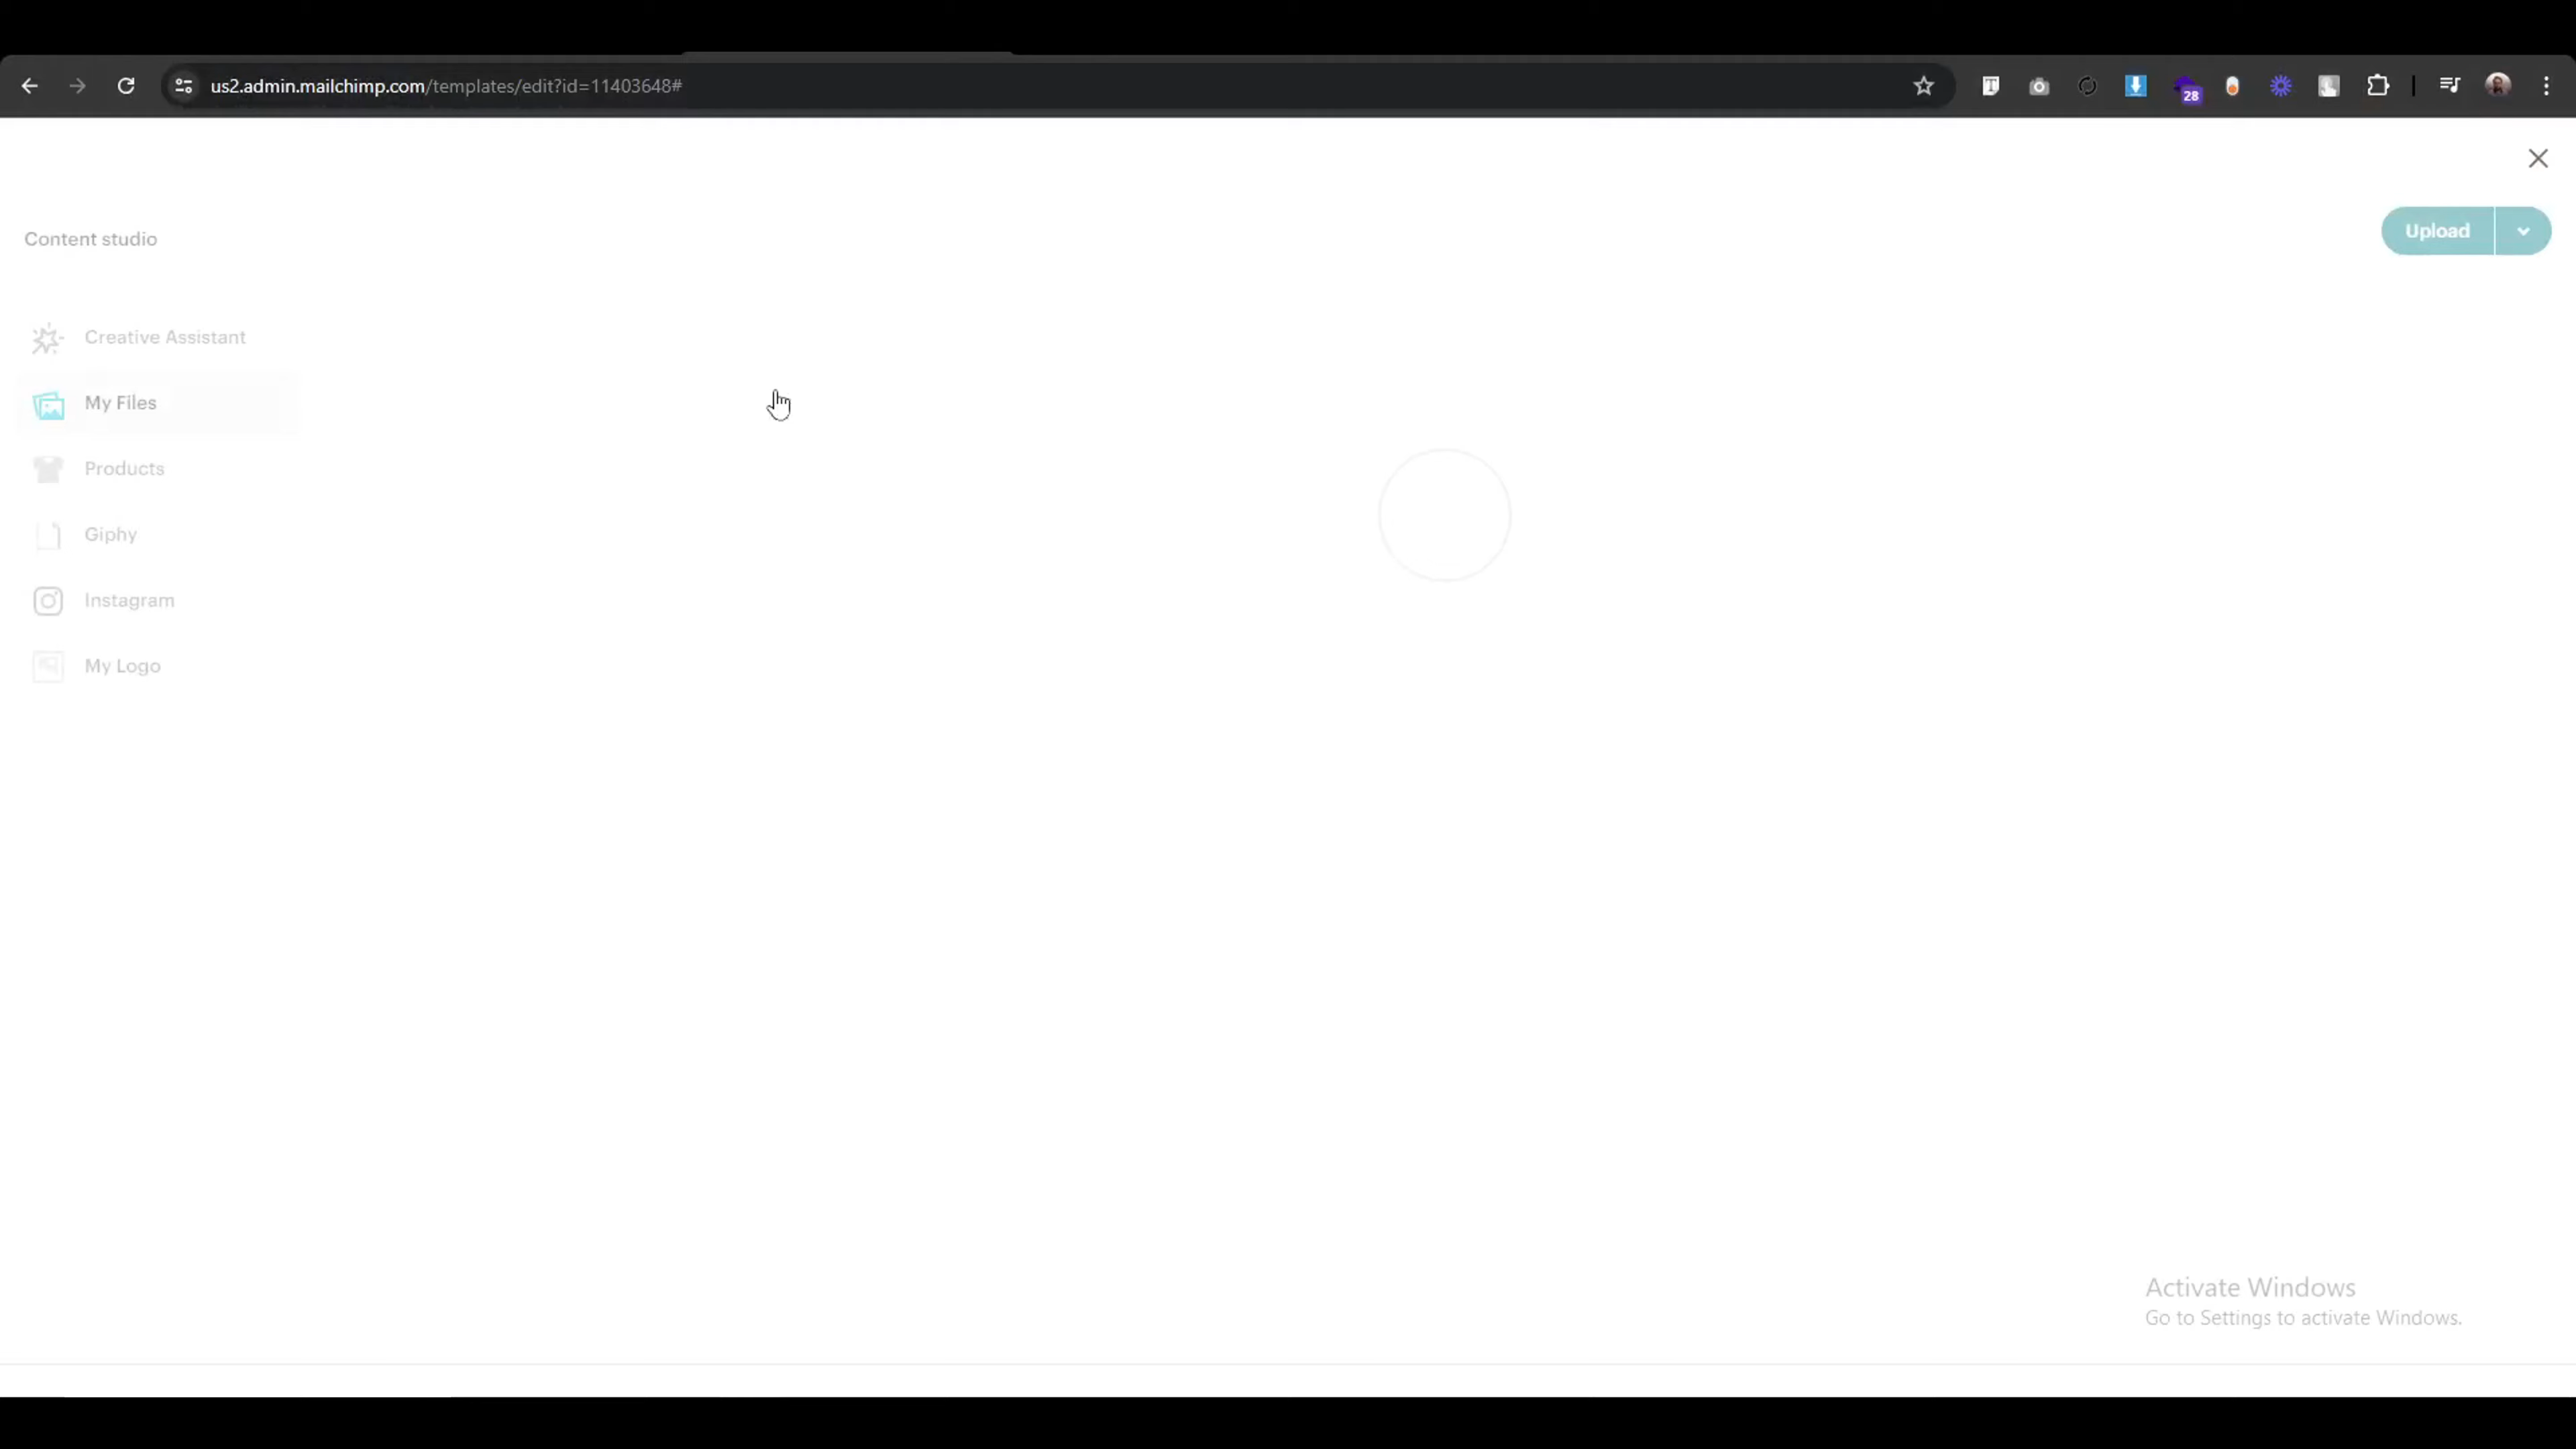 us2.admin.mailchimp.com/templates/edit?id=11403648#
28
Content studio
Upload
Creative Assistant
My Files
Products
Giphy
Instagram
My Logo
Activate Windows
Go to Settings to activate Windows.